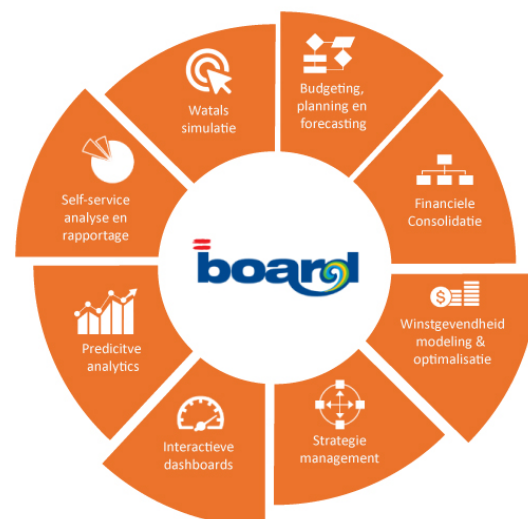 Budgeting,
planning en
forecasting
Financiele
Consolidatie
Winstgevendheid
modeling &
optimalisatie
Strategie
management
Interactieve
dashboards
Predicitve
analytics
Self-service
analyse en
rapportage
Watals
simulatie
board
$